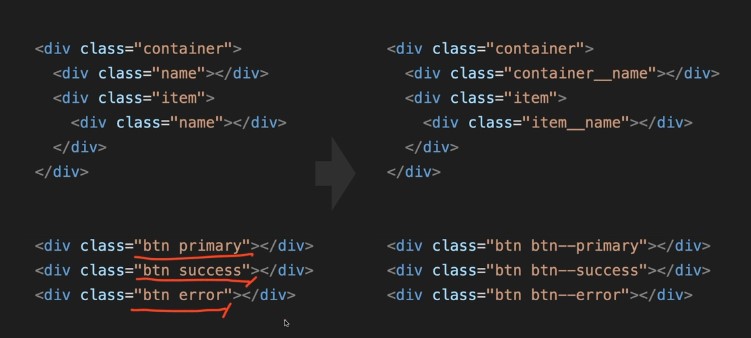 <div class="container">
<div class="name"></div>
<div class="item">
<div class="name"></div>
</div>
</div>
<div class="btn primary"></div>
<div class="btn success"></div>
<div class="btn error"></div>
<div class="container">
<div class="container__name"></div>
<div class="item">
<div class="item__name"></div>
</div>
</div>
<div class="btn btn--primary"></div>
<div class="btn btn--success"></div>
<div class="btn btn--error"></div>